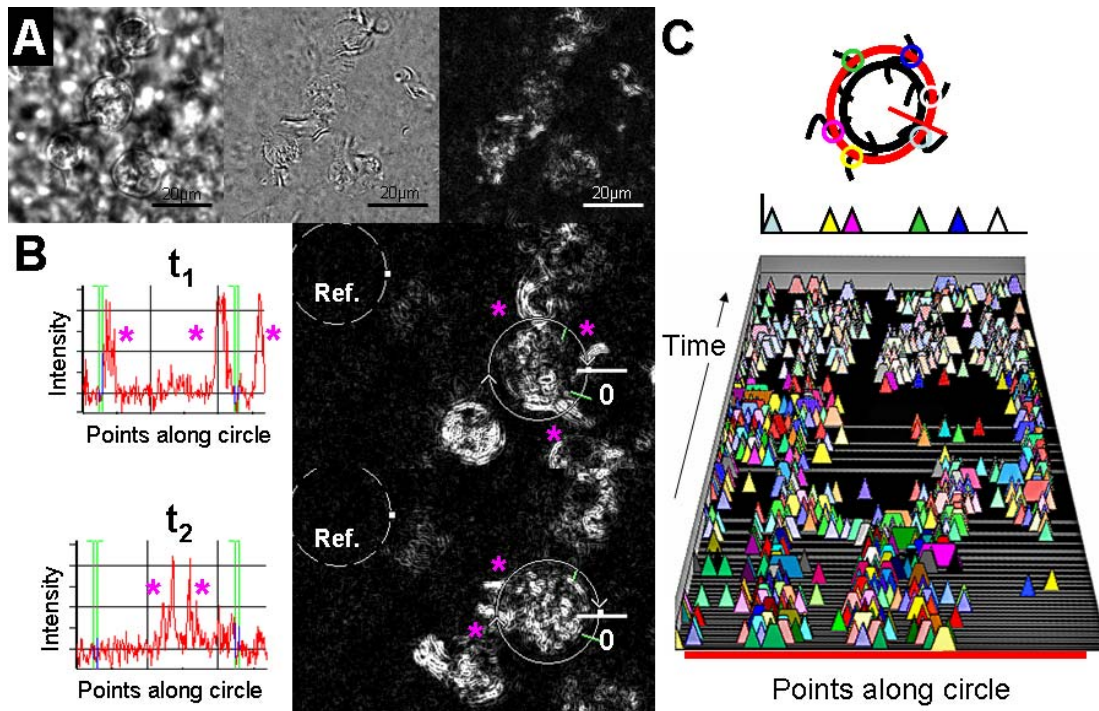 A
20µm
20µm
20µm
B
t1
Intensity
Points along circle
t2
Intensity
Points along circle
Ref.
0
Ref.
0
C
Time
Points along circle